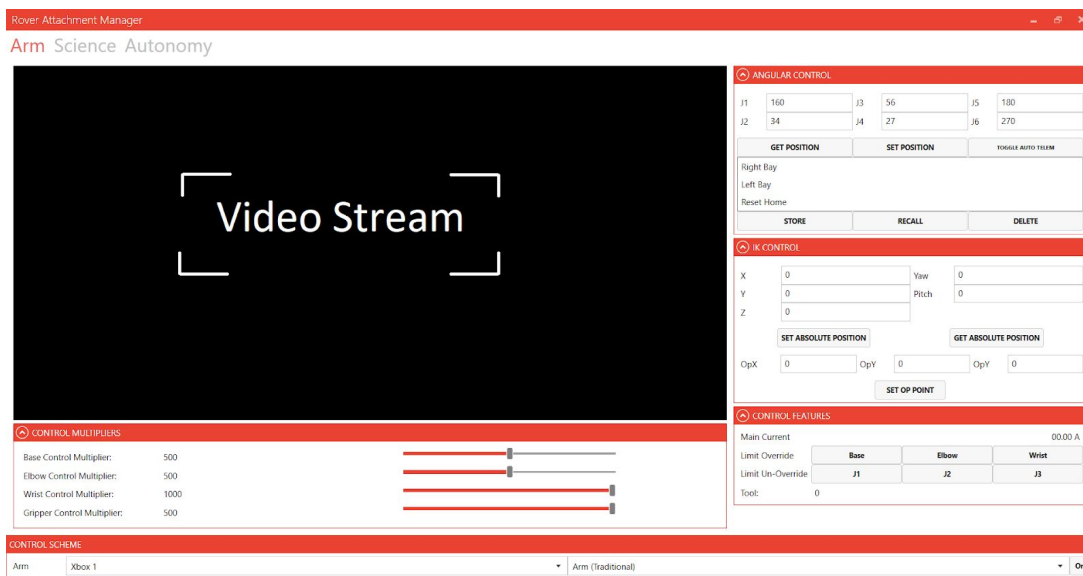 Rover Attachment Manager
Arm Science Autonomy
Video Stream
CONTROL MULTIPLIERS
Base Control Multiplier: 500
Elbow Control Multiplier: 500
Wrist Control Multiplier: 1000
Gripper Control Multiplier: 500
ANGULAR CONTROL
J1 160 J3 56 J5 180
J2 34 J4 27 J6 270
GET POSITION SET POSITION TOGGLE AUTO TELEM
Right Bay
Left Bay
Reset Home
STORE RECALL DELETE
IK CONTROL
X 0 Yaw 0
Y 0 Pitch 0
Z 0
SET ABSOLUTE POSITION GET ABSOLUTE POSITION
OpX 0 OpY 0 OpY 0
SET OP POINT
CONTROL FEATURES
Main Current 00.00 A
Limit Override Base Elbow Wrist
Limit Un-Override J1 J2 J3
Tool: 0
CONTROL SCHEME
Arm Xbox 1 Arm (Traditional)